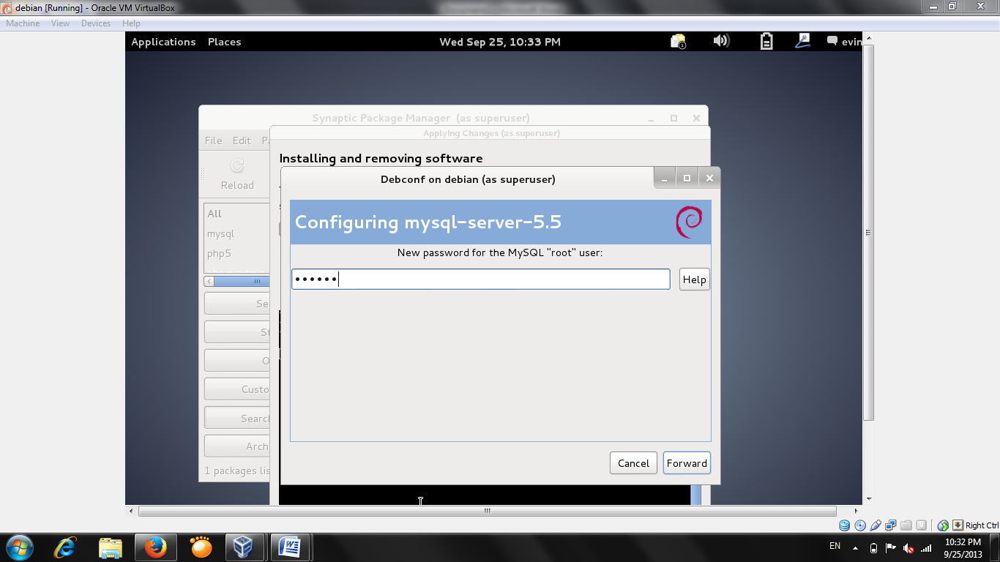 debian [Running] - Oracle VM VirtualBox
Machine View Devices Help
Applications Places Wed Sep 25, 10:33 PM 1 evin
Synaptic Package Manager (as superuser)
Applying Changes (as superuser)
File Edit
Installing and removing software
Debconf on debian (as superuser)
Reload
Configuring mysql-server-5.5
All
New password for the MySQL "root" user:
mysql
php5
••••••
Help
Se
St
O
Custo
Search
Archi
Cancel Forward
1 packages lis
Right Ctrl
EN
10:32 PM
9/25/2013